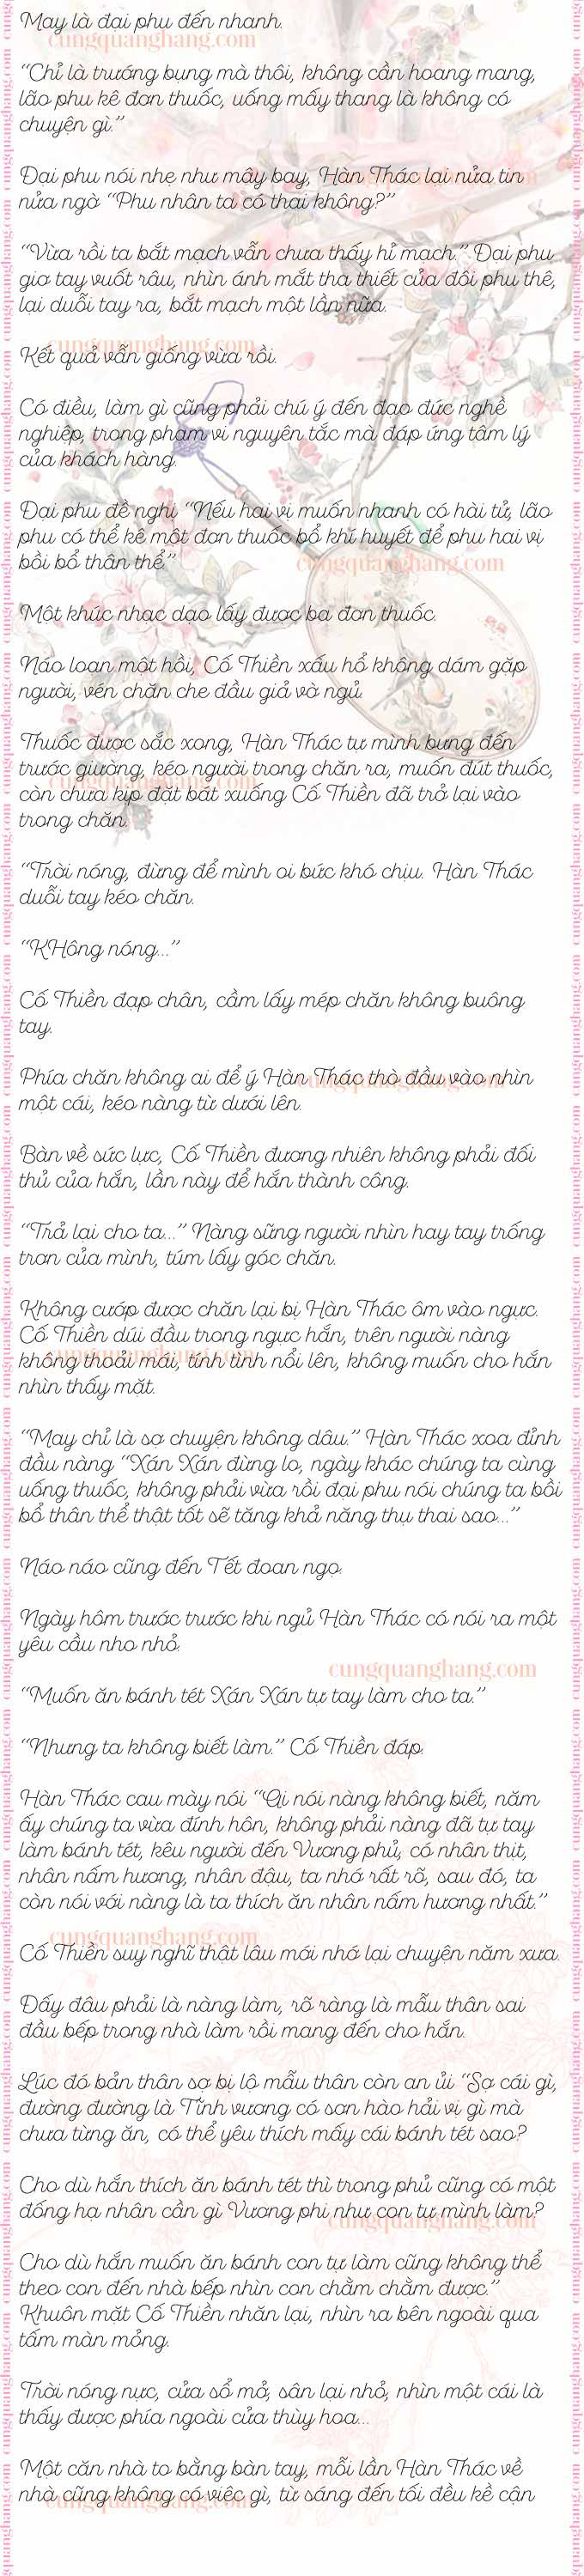 May là đại phu đến nhanh.
cungquanghang.com
“Chỉ là trướng bụng mà thôi, không cần hoang mang,
lão phu kê đơn thuốc, uống mấy thang là không có
chuyện gì.”
Đại phu nói nhẹ như mây bay, Hàn Thác lại nửa tin
nửa ngờ “Phu nhân ta có thai không?”
“Vừa rồi ta bắt mạch vẫn chưa thấy hỉ mạch.” Đại phu
giơ tay vuốt râu, nhìn ánh mắt tha thiết của đôi phu thê,
lại duỗi tay ra, bắt mạch một lần nữa.
cungquanghang.com
Kết quả vẫn giống vừa rồi.
Có điều, làm gì cũng phải chú ý đến đạo đức nghề
nghiệp, trong phạm vi nguyên tắc mà đáp ứng tâm lý
của khách hàng.
Đại phu đề nghị “Nếu hai vị muốn nhanh có hài tử, lão
phu có thể kê một đơn thuốc bổ khí huyết để phu hai vị
bồi bổ thân thể”
cungquanghang.com
Một khúc nhạc dạo lấy được ba đơn thuốc.
Náo loạn một hồi, Cố Thiền xấu hổ không dám gặp
người, vén chăn che đầu giả vờ ngủ.
Thuốc được sắc xong, Hàn Thác tự mình bưng đến
trước giường, kéo người trong chăn ra, muốn đút thuốc,
cungquanghang.com
còn chưa kịp đặt bát xuống Cố Thiền đã trở lại vào
trong chăn.
“Trời nóng, đừng để mình oi bức khó chịu. Hàn Thác
duỗi tay kéo chăn.
“KHông nóng...”
Cố Thiền đạp chân, cầm lấy mép chăn không buông
tay.
Phía chăn không ai để ý Hàn Thác thò đầu vào nhìn
cungquanghang.com
một cái, kéo nàng từ dưới lên.
Bàn về sức lực, Cố Thiền đương nhiên không phải đối
thủ của hắn, lần này để hắn thành công.
“Trả lại cho ta...” Nàng sững người nhìn hay tay trống
trơn của mình, túm lấy góc chăn.
Không cướp được chăn lại bị Hàn Thác ôm vào ngực.
Cố Thiền dúi đầu trong ngực hắn, trên người nàng
cungquanghang.com
không thoải mái, tính tình nổi lên, không muốn cho hắn
nhìn thấy mặt.
“May chỉ là sợ chuyện không đâu.” Hàn Thác xoa đỉnh
đầu nàng “Xán Xán đừng lo, ngày khác chúng ta cùng
uống thuốc, không phải vừa rồi đại phu nói chúng ta bồi
bổ thân thể thật tốt sẽ tăng khả năng thụ thai sao...”
Náo náo cũng đến Tết đoan ngọ.
Ngày hôm trước trước khi ngủ Hàn Thác có nói ra một
yêu cầu nho nhỏ.
cungquanghang.com
“Muốn ăn bánh tét Xán Xán tự tay làm cho ta.”
“Nhưng ta không biết làm.” Cố Thiền đáp.
Hàn Thác cau mày nói “Ai nói nàng không biết, năm
ấy chúng ta vừa đính hôn, không phải nàng đã tự tay
làm bánh tét, kêu người đến Vương phủ, có nhân thịt,
nhân nấm hương, nhân đậu, ta nhớ rất rõ, sau đó, ta
còn nói với nàng là ta thích ăn nhân nấm hương nhất.”
cungquanghang.com
Cố Thiền suy nghĩ thật lâu mới nhớ lại chuyện năm xưa.
Đấy đâu phải là nàng làm, rõ ràng là mẫu thân sai
đầu bếp trong nhà làm rồi mang đến cho hắn.
Lúc đó bản thân sợ bị lộ mẫu thân còn an ủi “Sợ cái gì,
đường đường là Tĩnh vương có sơn hào hải vị gì mà
chưa từng ăn, có thể yêu thích mấy cái bánh tét sao?
Cho dù hắn thích ăn bánh tét thì trong phủ cũng có một
đống hạ nhân cần gì Vương phi như con tự mình làm?
cungquanghang.com
Cho dù hắn muốn ăn bánh con tự làm cũng không thể
theo con đến nhà bếp nhìn con chằm chằm được.”
Khuôn mặt Cố Thiền nhăn lại, nhìn ra bên ngoài qua
tấm màn mỏng.
Trời nóng nực, cửa sổ mở, sân lại nhỏ, nhìn một cái là
thấy được phía ngoài cửa thùy hoa...
Một căn nhà to bằng bàn tay, mỗi lần Hàn Thác về
nhà cũng không có việc gì, từ sáng đến tối đều kề cận
cungquanghang.com